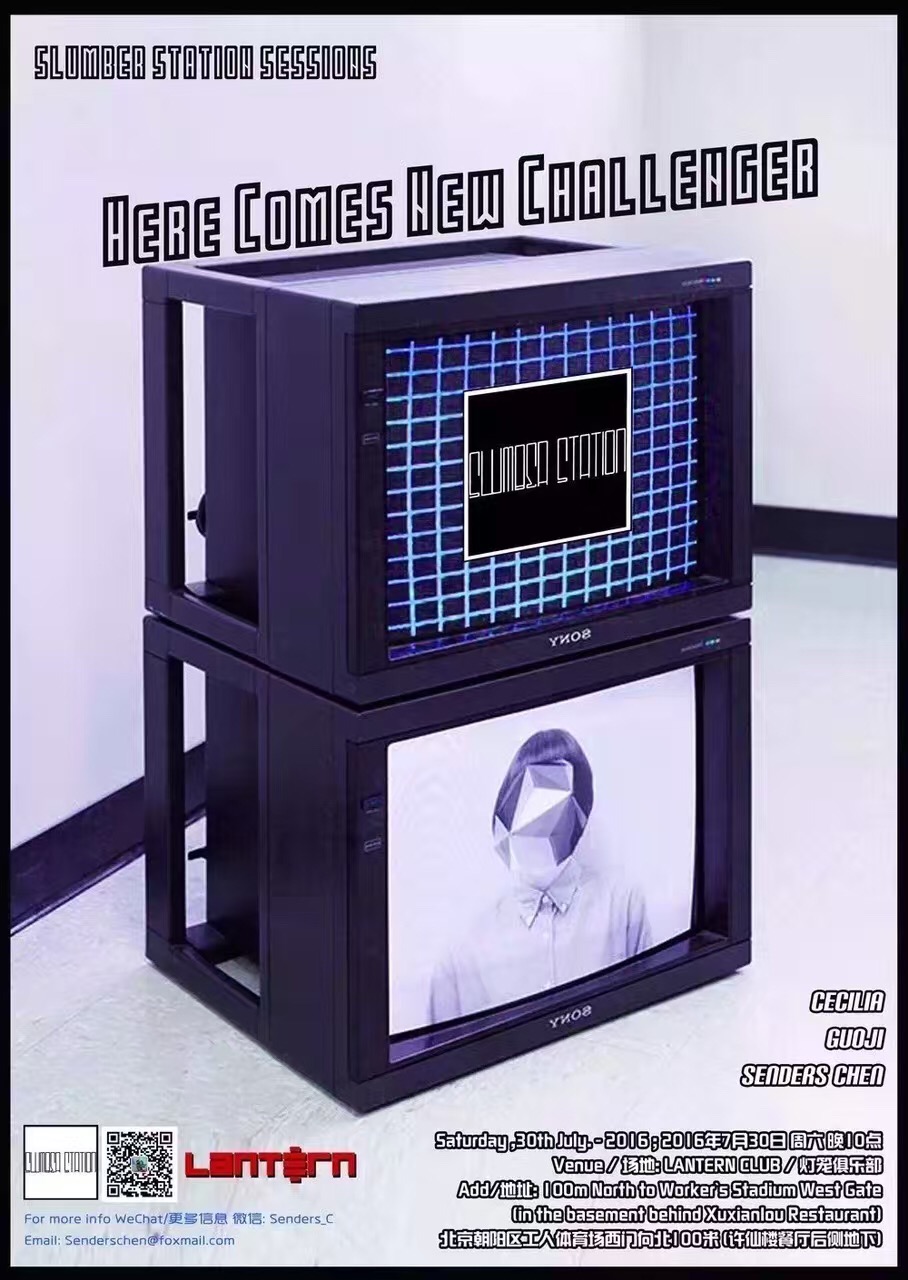 SLUMBER STATION SESSIONS
HERE COMES NEW CHALLENGER
SLUMBER STATION
SONY
SONY
CECILIA
GUOJI
SENDERS CHEN
SLUMBER STATION
LANTERN
Saturday ,30th July. - 2016 ; 2016年7月30日 周六 晚10点
Venue / 场地: LANTERN CLUB / 灯笼俱乐部
Add/地址: 100m North to Worker's Stadium West Gate
(in the basement behind Xuxianlou Restaurant)
北京朝阳区工人体育场西门向北100米 (许仙楼餐厅后侧地下)
For more info WeChat/更多信息 微信: Senders_C
Email: Senderschen@foxmail.com